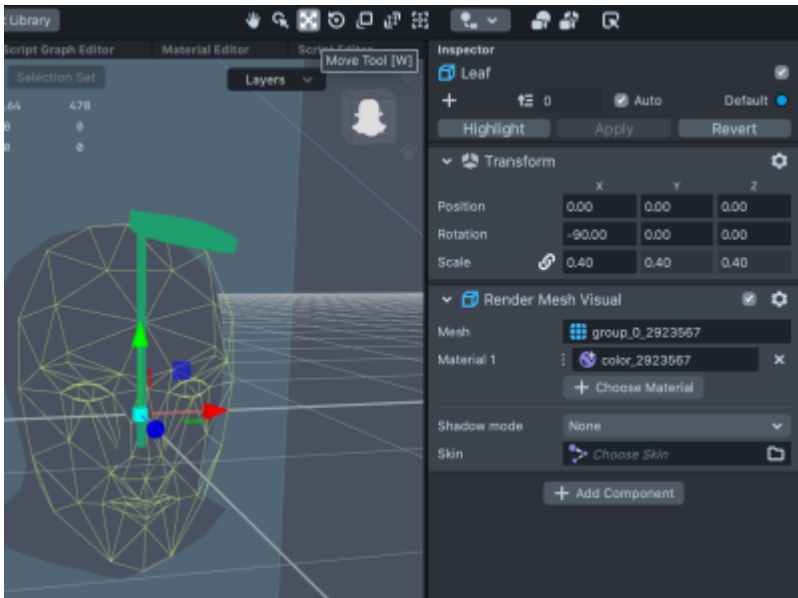 Library
Script Graph Editor Material Editor
Move Tool [W]
Selection Set
Layers
.64 478
0 0
0 0
Inspector
Leaf
0 Auto Default
Highlight Apply Revert
Transform
X Y Z
Position 0.00 0.00 0.00
Rotation -90.00 0.00 0.00
Scale 0.40 0.40 0.40
Render Mesh Visual
Mesh group_0_2923567
Material 1 color_2923567
+ Choose Material
Shadow mode None
Skin Choose Skin
+ Add Component